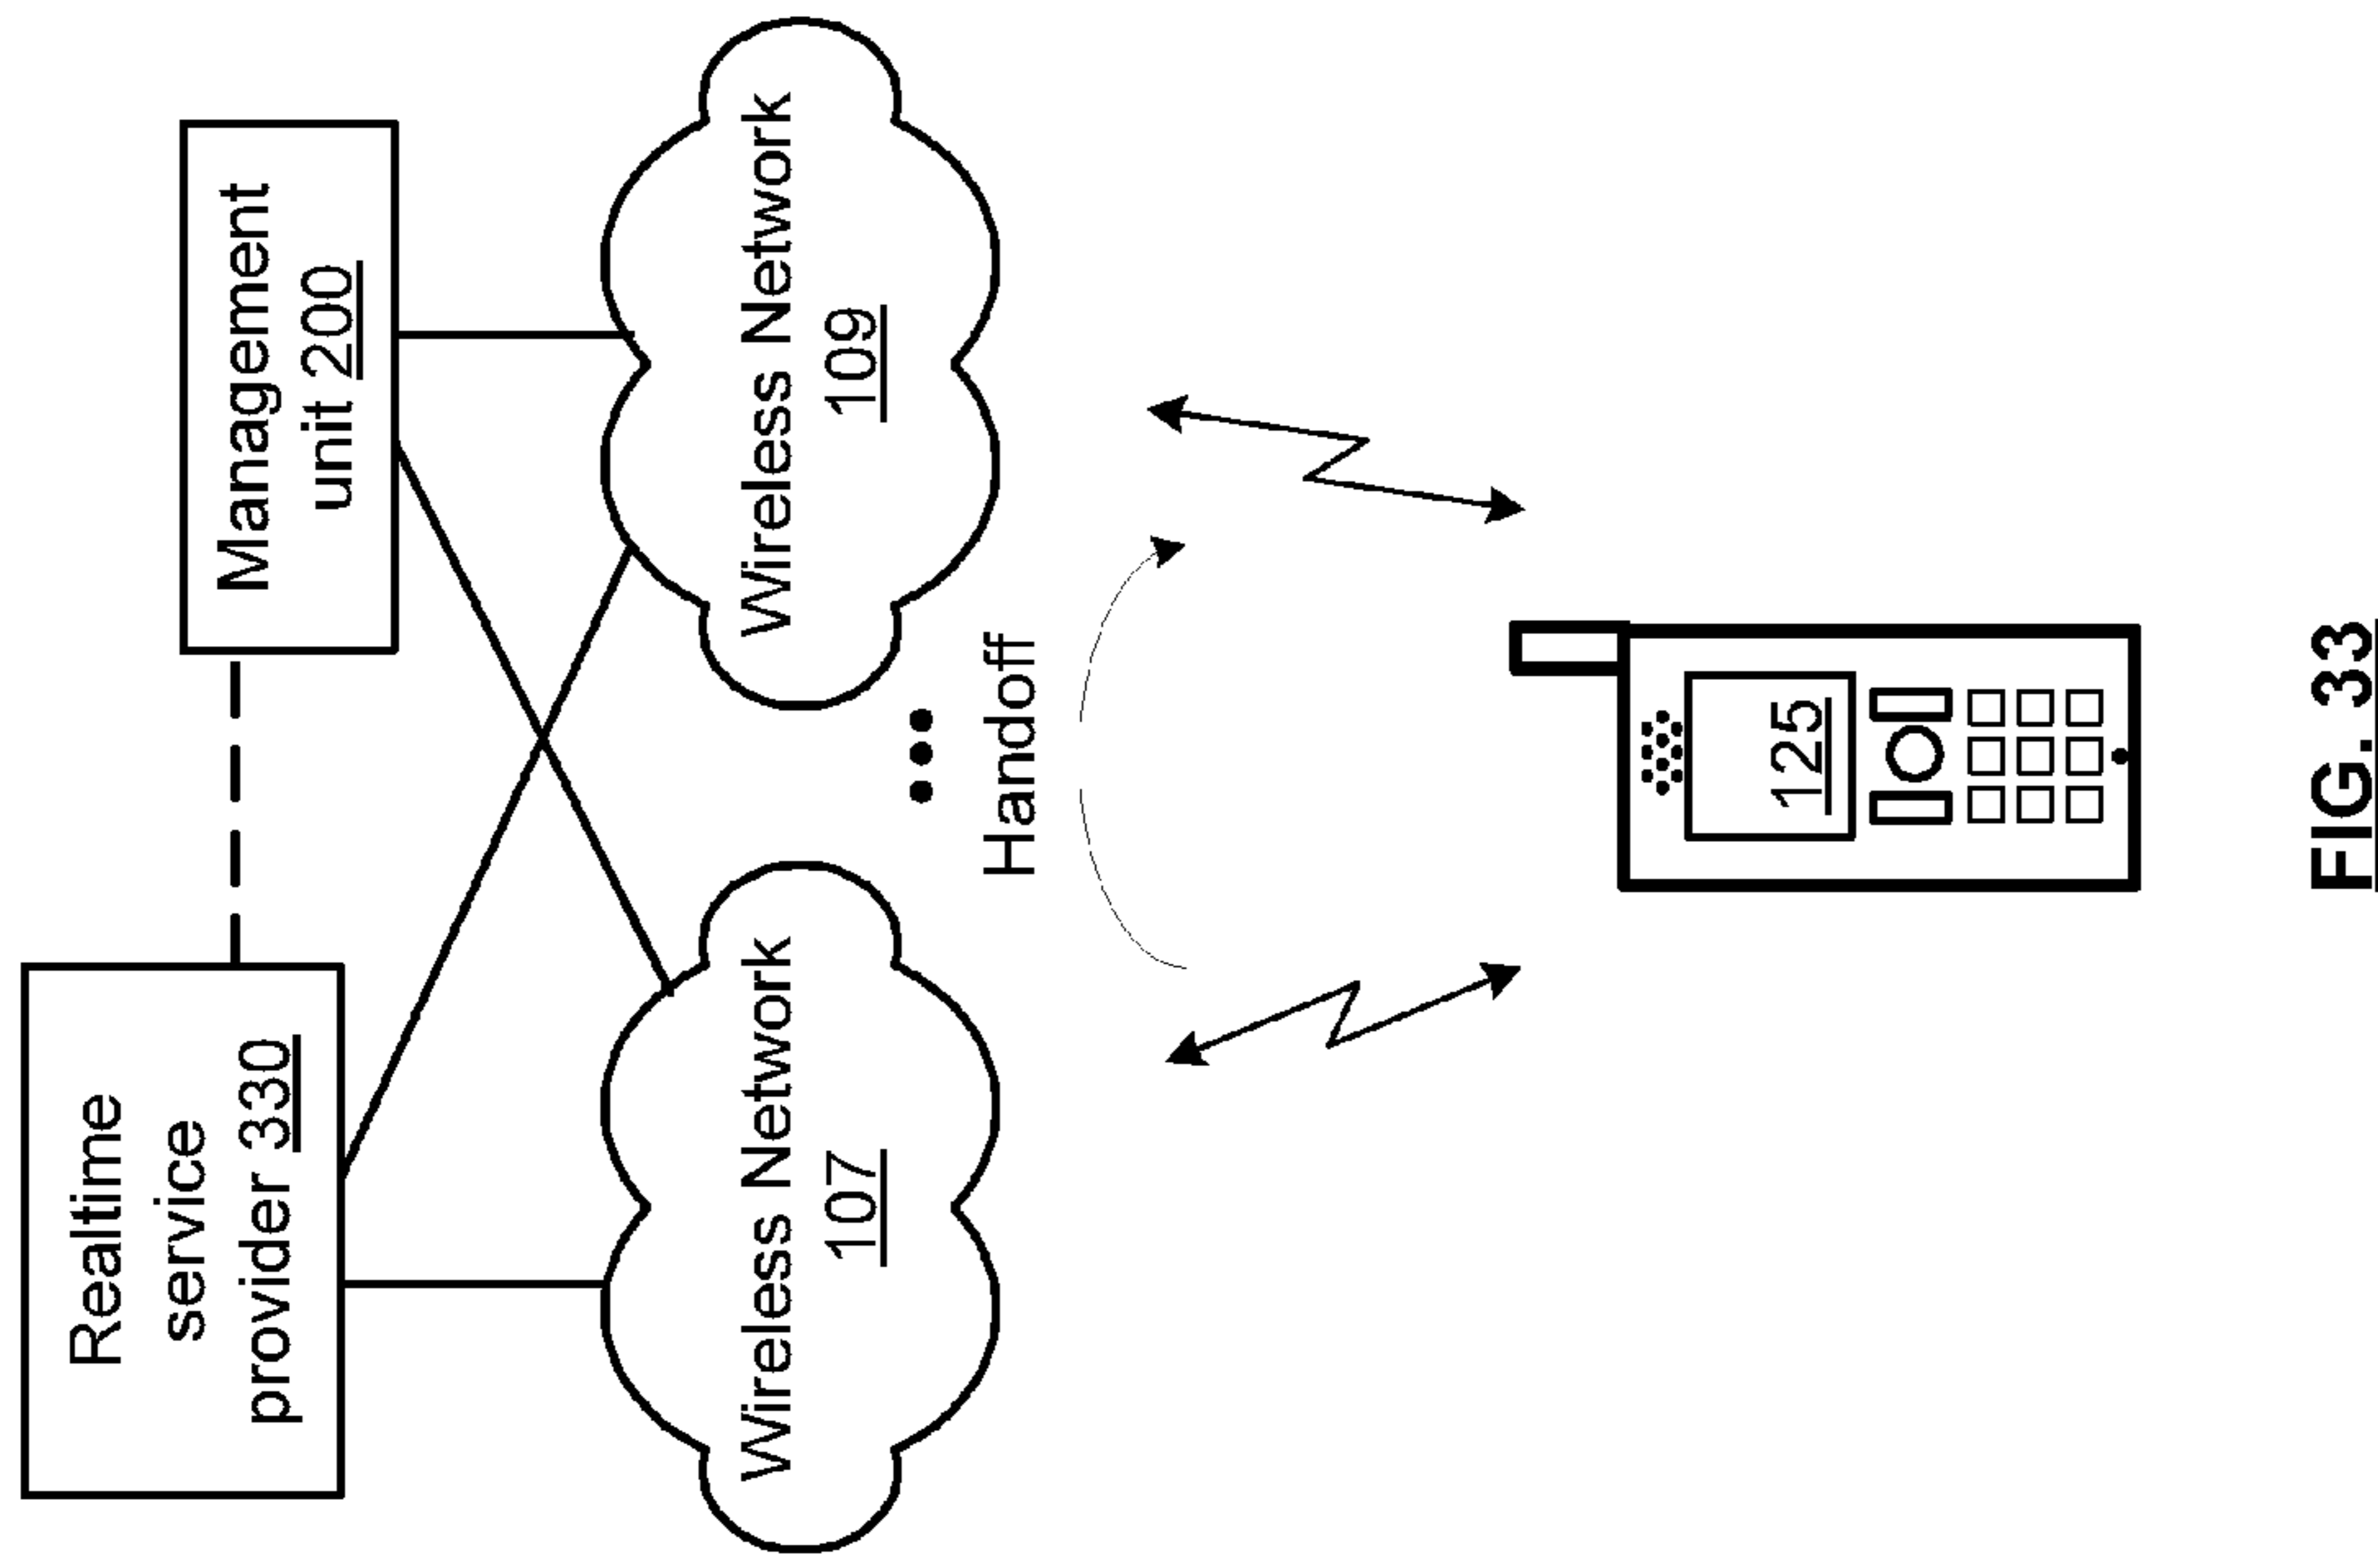 Realtime
service
provider 330
Management
unit 200
Wireless Network
107
Wireless Network
109
Handoff
125
FIG. 33